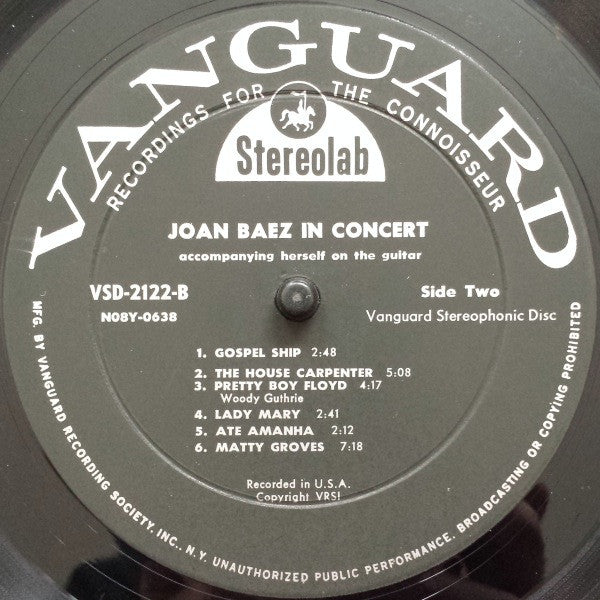 VANGUARD
RECORDINGS FOR THE CONNOISSEUR
Stereolab
JOAN BAEZ IN CONCERT
accompanying herself on the guitar
VSD-2122-B
Side Two
N08Y-0638
Vanguard Stereophonic Disc
1. GOSPEL SHIP 2:48
2. THE HOUSE CARPENTER 5:08
3. PRETTY BOY FLOYD 4:17
Woody Guthrie
4. LADY MARY 2:41
5. ATE AMANHA 2:12
6. MATTY GROVES 7:18
Recorded in U.S.A.
Copyright VRS!
MFG. BY VANGUARD RECORDING SOCIETY, INC., N.Y. UNAUTHORIZED PUBLIC PERFORMANCE, BROADCASTING OR COPYING PROHIBITED